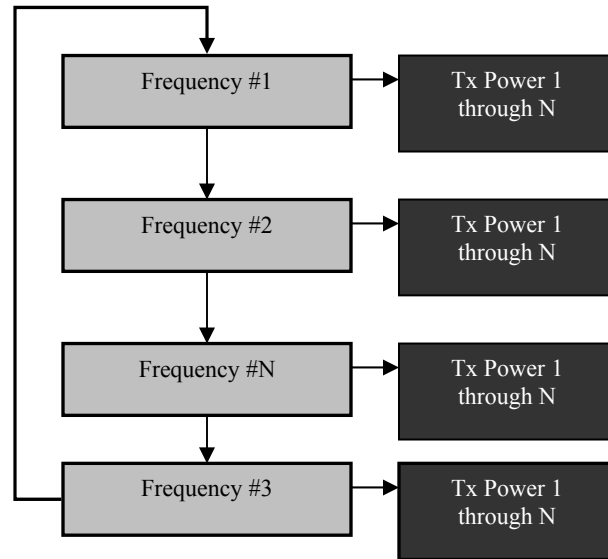 Frequency #1
Tx Power 1
through N
Frequency #2
Tx Power 1
through N
Frequency #N
Tx Power 1
through N
Frequency #3
Tx Power 1
through N